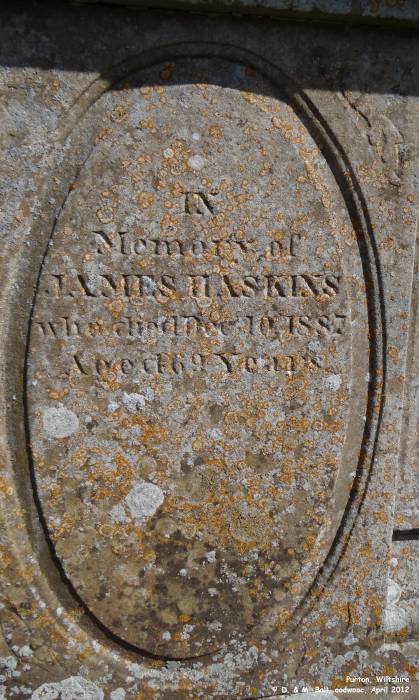 IN
Memory of
JAMES HASKINS
who died Dec 10, 1887
Aged 69 Years
Purton, Wiltshire
© D. & M. Ball, oodwooc, April 2012